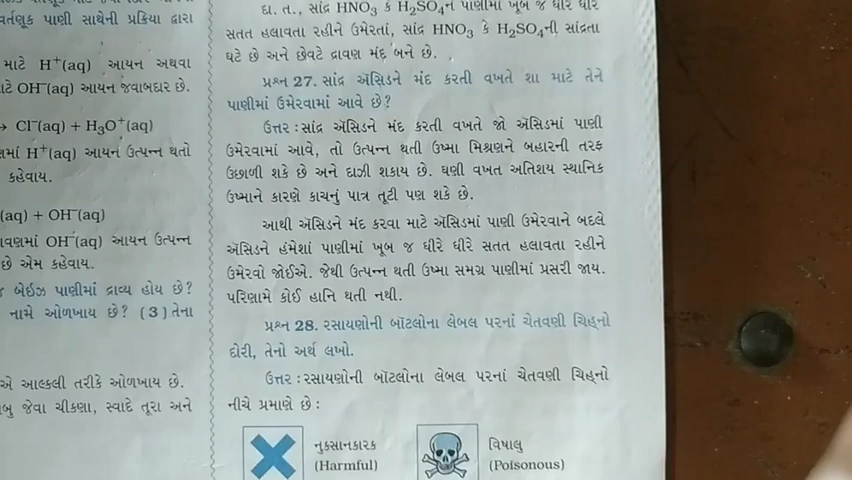 વર્તણૂક પાણી સાથેની પ્રક્રિયા દ્વારા
માટે H⁺(aq) આયન અથવા
ાટે OH⁻(aq) આયન જવાબદાર છે.
→ Cl⁻(aq) + H₃O⁺(aq)
ણમાં H⁺(aq) આયન ઉત્પન્ન થતો
કહેવાય.
(aq) + OH⁻(aq)
ાવણમાં OH⁻(aq) આયન ઉત્પન્ન
છે એમ કહેવાય.
બેઇઝ પાણીમાં દ્રાવ્ય હોય છે?
નામે ઓળખાય છે? (3) તેના
એ આલ્કલી તરીકે ઓળખાય છે.
બુ જેવા ચીકણા, સ્વાદે તૂરા અને
દા. ત., સાંદ્ર HNO₃ કે H₂SO₄ને પાણીમાં ખૂબ જ ધીરે ધીરે
સતત હલાવતા રહીને ઉમેરતાં, સાંદ્ર HNO₃ કે H₂SO₄ની સાંદ્રતા
ઘટે છે અને છેવટે દ્રાવણ મંદ બને છે.
પ્રશ્ન 27. સાંદ્ર ઍસિડને મંદ કરતી વખતે શા માટે તેને
પાણીમાં ઉમેરવામાં આવે છે?
ઉત્તર : સાંદ્ર ઍસિડને મંદ કરતી વખતે જો ઍસિડમાં પાણી
ઉમેરવામાં આવે, તો ઉત્પન્ન થતી ઉષ્મા મિશ્રણને બહારની તરફ
ઉછાળી શકે છે અને દાઝી શકાય છે. ઘણી વખત અતિશય સ્થાનિક
ઉષ્માને કારણે કાચનું પાત્ર તૂટી પણ શકે છે.
આથી ઍસિડને મંદ કરવા માટે ઍસિડમાં પાણી ઉમેરવાને બદલે
ઍસિડને હંમેશાં પાણીમાં ખૂબ જ ધીરે ધીરે સતત હલાવતા રહીને
ઉમેરવો જોઈએ. જેથી ઉત્પન્ન થતી ઉષ્મા સમગ્ર પાણીમાં પ્રસરી જાય.
પરિણામે કોઈ હાનિ થતી નથી.
પ્રશ્ન 28. રસાયણોની બૉટલોના લેબલ પરનાં ચેતવણી ચિહ્નો
દોરી, તેનો અર્થ લખો.
ઉત્તર : રસાયણોની બૉટલોના લેબલ પરનાં ચેતવણી ચિહ્નો
નીચે પ્રમાણે છે :
નુકસાનકારક
(Harmful)
વિષાલુ
(Poisonous)